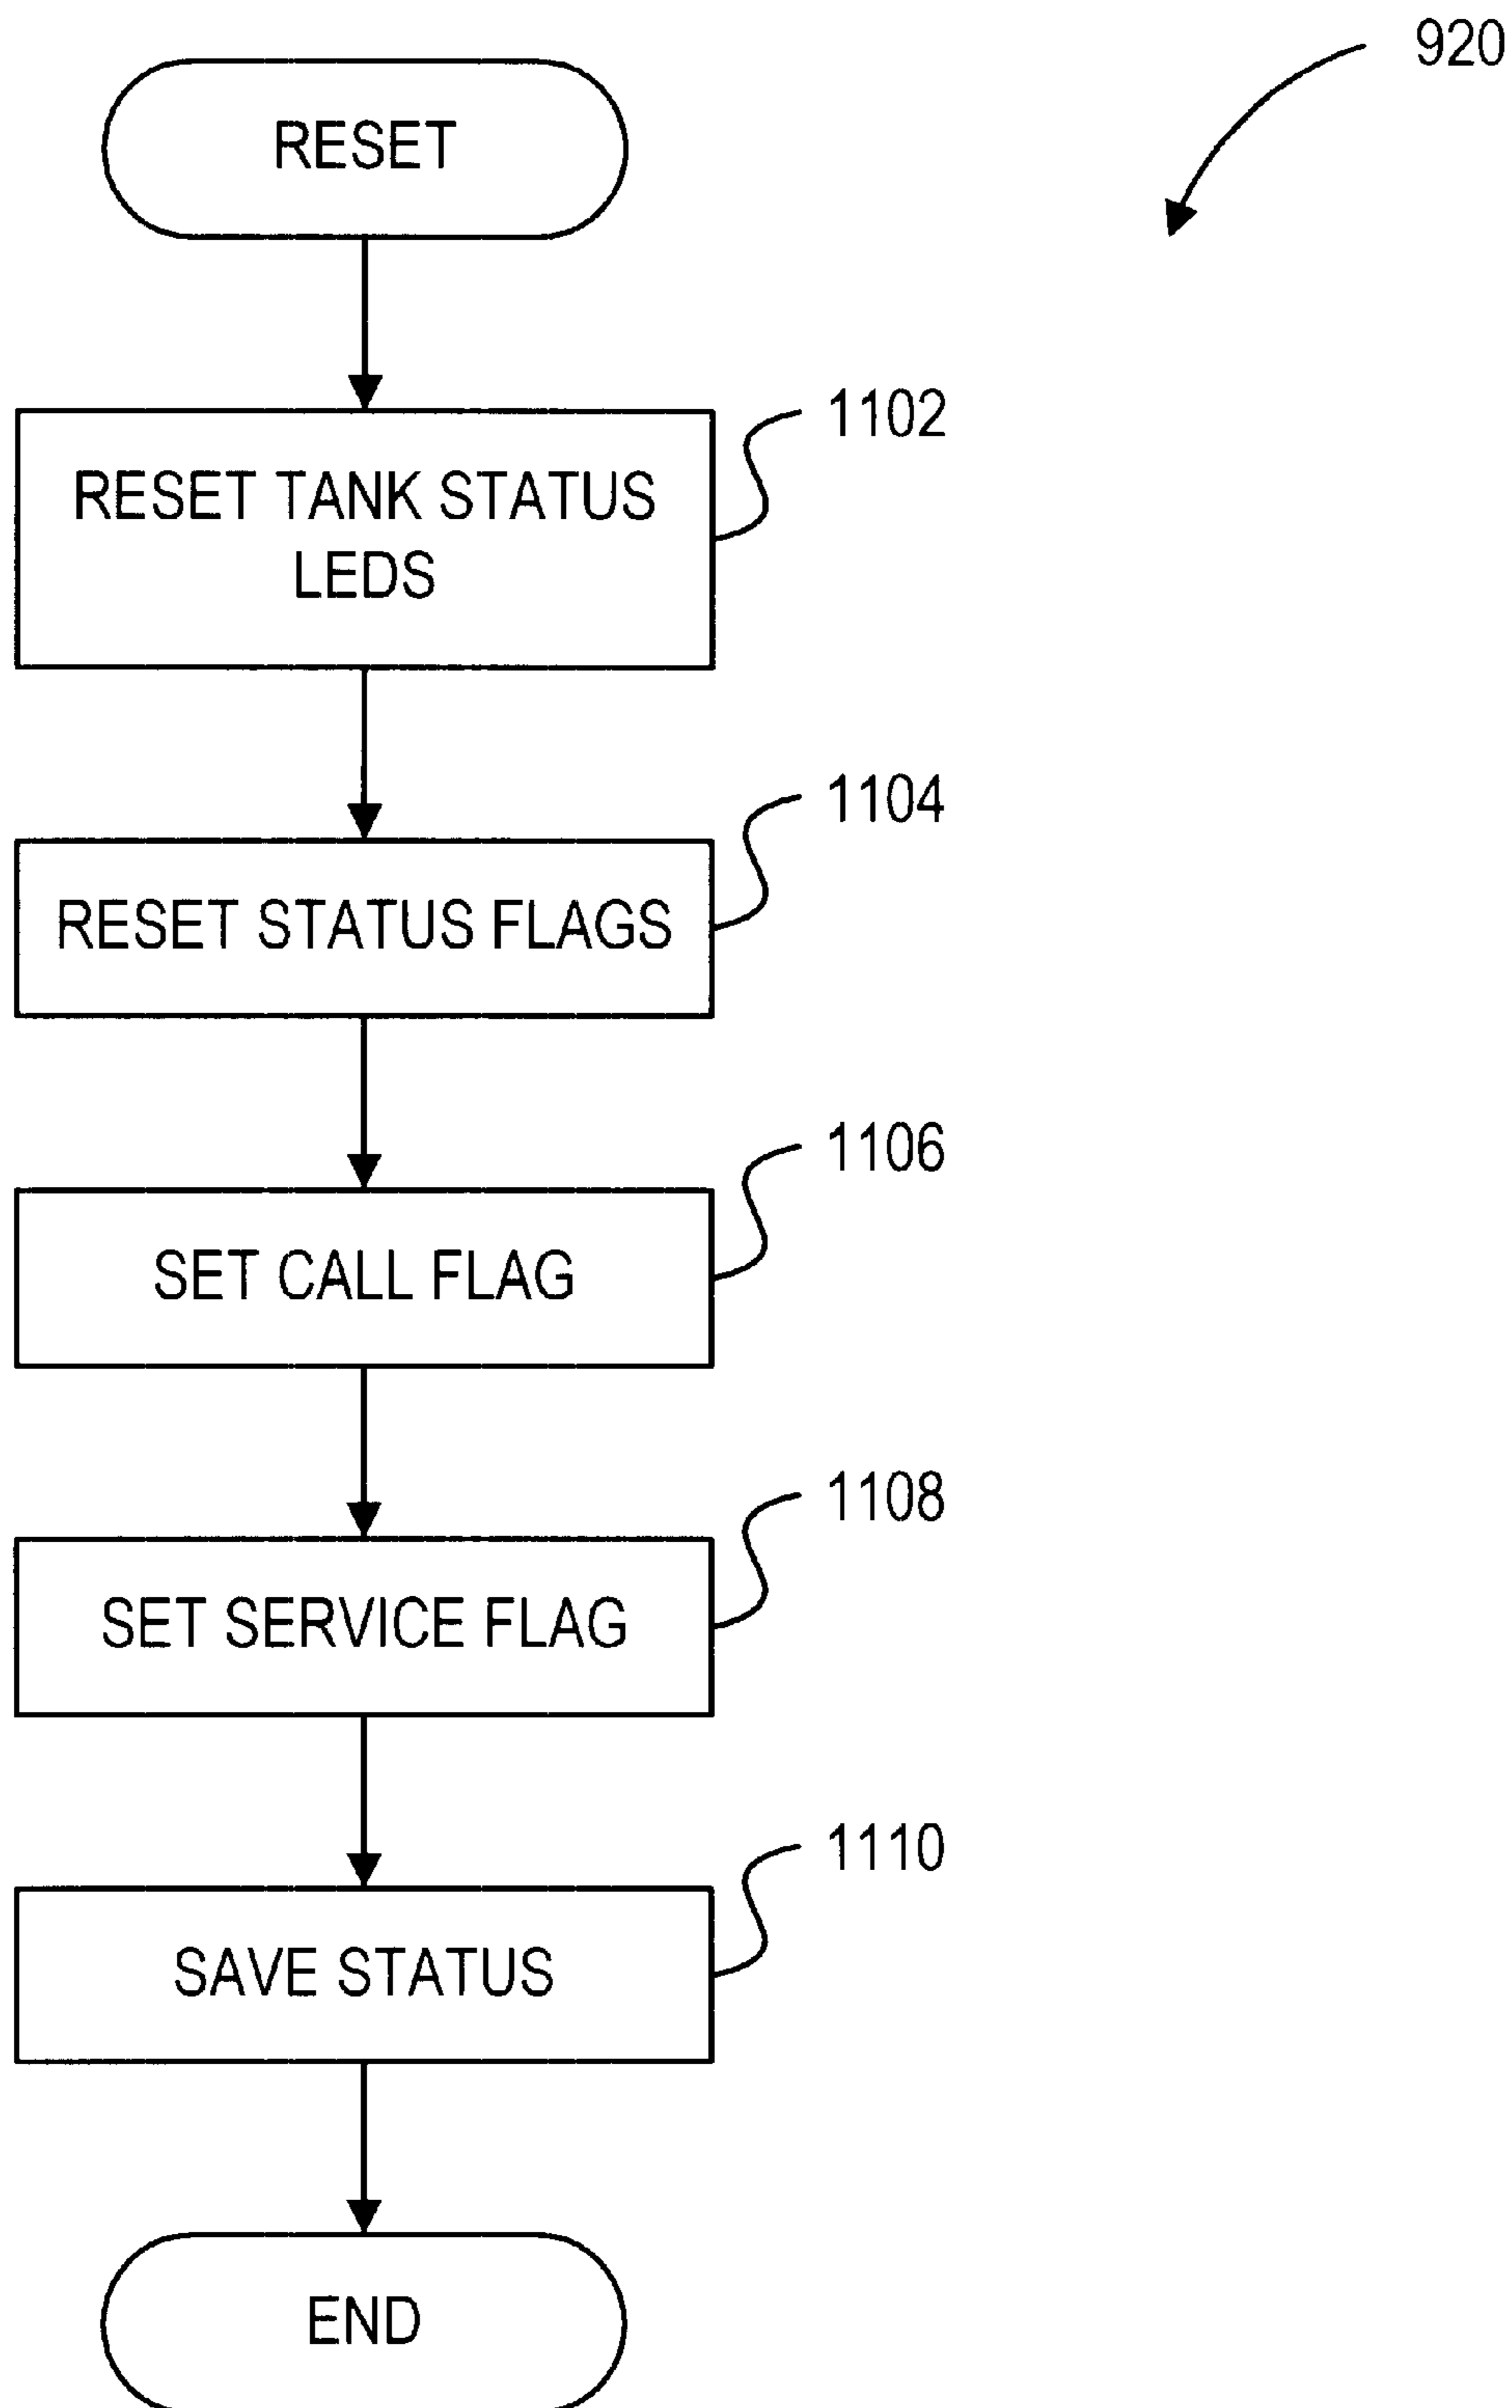 920
RESET
1102
RESET TANK STATUS
LEDS
1104
RESET STATUS FLAGS
1106
SET CALL FLAG
1108
SET SERVICE FLAG
1110
SAVE STATUS
END